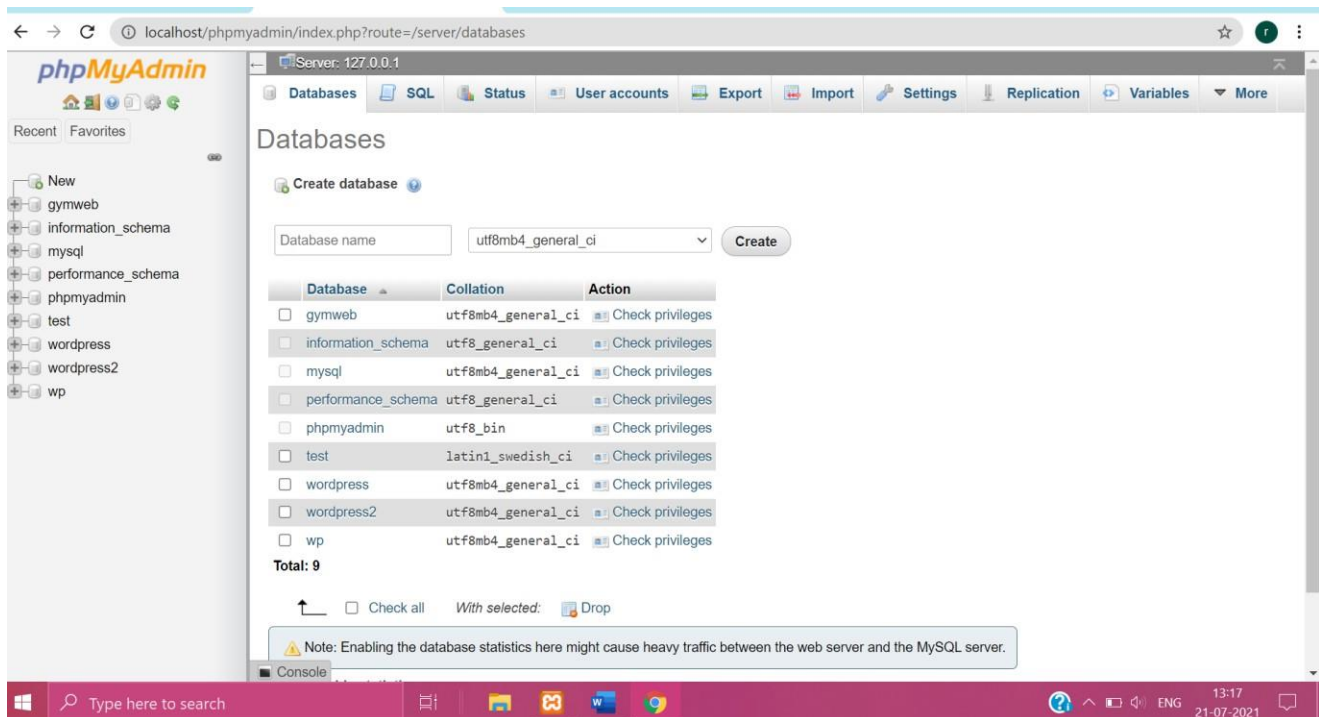 localhost/phpmyadmin/index.php?route=/server/databases
r
phpMyAdmin
Recent Favorites
New
gymweb
information_schema
mysql
performance_schema
phpmyadmin
test
wordpress
wordpress2
wp
Server: 127.0.0.1
Databases SQL Status User accounts Export Import Settings Replication Variables More
Databases
Create database
Database name utf8mb4_general_ci Create
Database Collation Action
gymweb utf8mb4_general_ci Check privileges
information_schema utf8_general_ci Check privileges
mysql utf8mb4_general_ci Check privileges
performance_schema utf8_general_ci Check privileges
phpmyadmin utf8_bin Check privileges
test latin1_swedish_ci Check privileges
wordpress utf8mb4_general_ci Check privileges
wordpress2 utf8mb4_general_ci Check privileges
wp utf8mb4_general_ci Check privileges
Total: 9
Check all With selected: Drop
Note: Enabling the database statistics here might cause heavy traffic between the web server and the MySQL server.
Console
Type here to search
W
ENG
13:17
21-07-2021